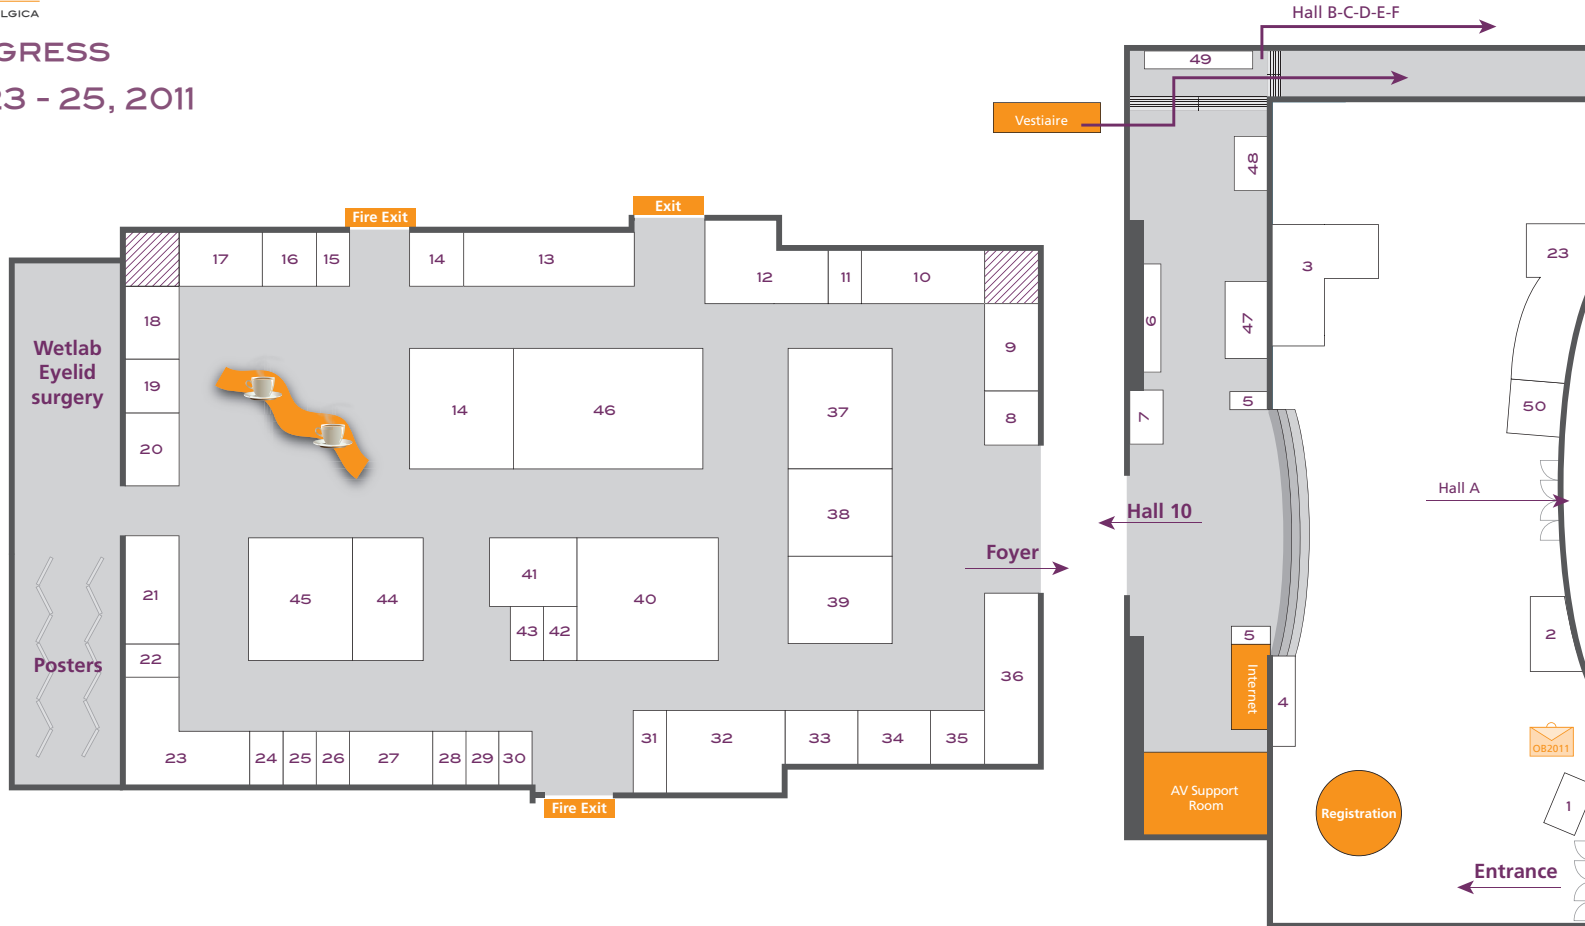 LGICA
GRESS
23 - 25, 2011
Hall B-C-D-E-F
49
Vestiaire
48
Fire Exit
Exit
17
16
15
14
13
12
11
10
3
23
18
19
20
Wetlab
Eyelid
surgery
14
46
37
9
8
6
47
7
5
50
38
Hall 10
Hall A
Foyer
21
22
Posters
45
44
41
43
42
40
39
36
5
Internet
4
2
23
24
25
26
27
28
29
30
31
32
33
34
35
Fire Exit
AV Support
Room
Registration
OB2011
1
Entrance